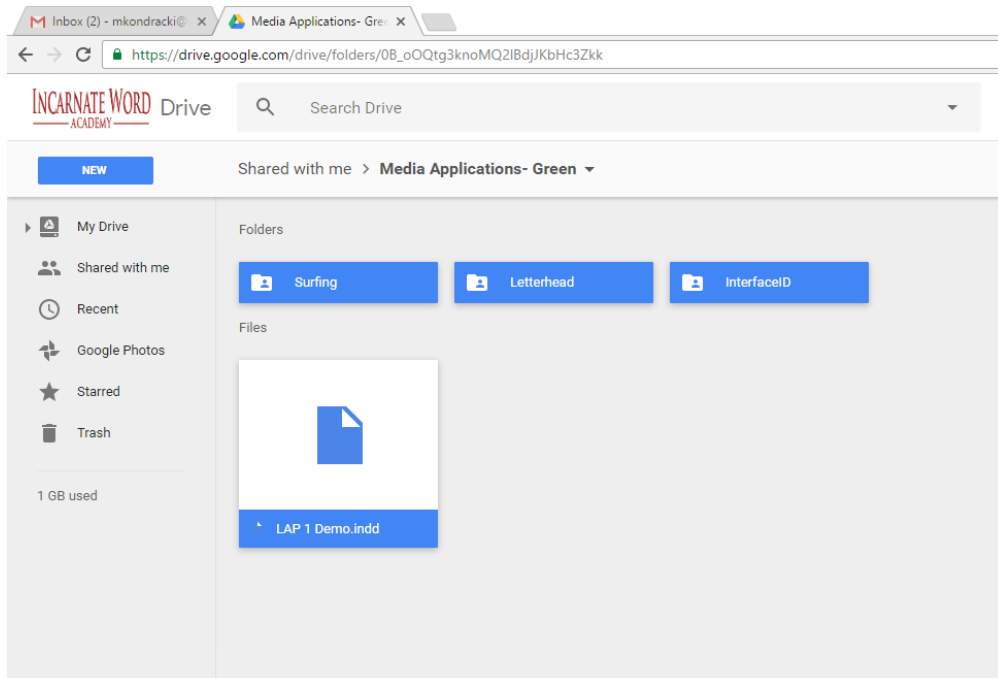 Inbox (2) - mkondracki@
Media Applications- Gre
https://drive.google.com/drive/folders/0B_oOQtg3knoMQ2lBdjJKbHc3Zkk
INCARNATE WORD
ACADEMY
Drive
Search Drive
NEW
Shared with me > Media Applications- Green
My Drive
Shared with me
Recent
Google Photos
Starred
Trash
1 GB used
Folders
Surfing
Letterhead
InterfaceID
Files
LAP 1 Demo.indd